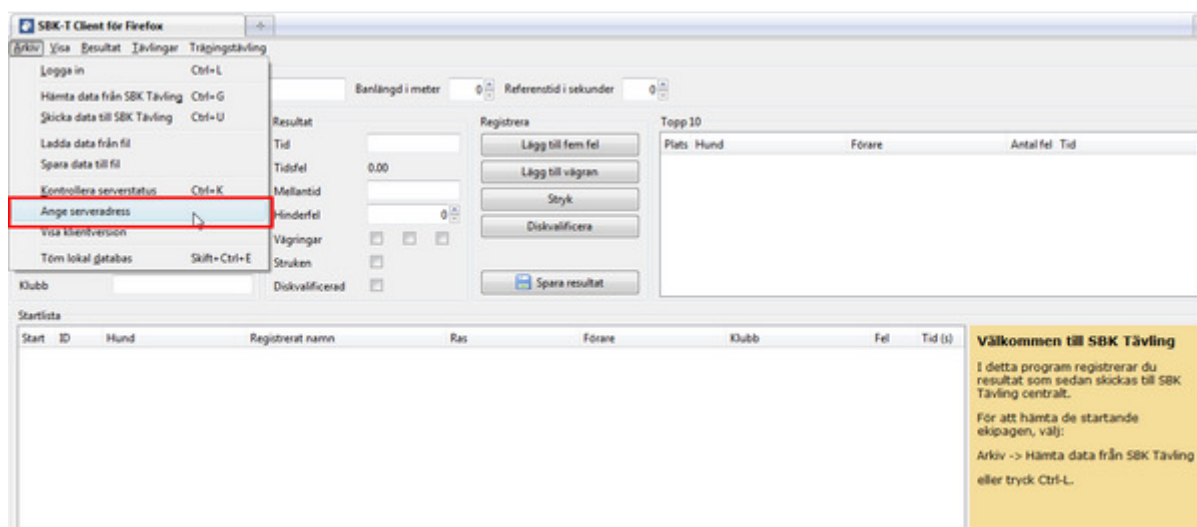 SBK-T Client för Firefox
Arkiv Visa Resultat Tävlingar Träningstävling
Logga in Ctrl+L
Hämta data från SBK Tävling Ctrl+G
Skicka data till SBK Tävling Ctrl+U
Ladda data från fil
Spara data till fil
Kontrollera serverstatus Ctrl+K
Ange serveradress
Visa klientversion
Töm lokal databas Skift+Ctrl+E
Klubb
Banlängd i meter 0 Referenstid i sekunder 0
Resultat
Tid
Tidsfel 0.00
Mellantid
Hinderfel 0
Vägringar
Struken
Diskvalificerad
Registrera
Lägg till fem fel
Lägg till vägran
Stryk
Diskvalificera
Spara resultat
Topp 10
Plats Hund Förare Antal fel Tid
Startlista
Start ID Hund Registrerat namn Ras Förare Klubb Fel Tid (s)
Välkommen till SBK Tävling
I detta program registrerar du
resultat som sedan skickas till SBK
Tävling centralt.
För att hämta de startande
ekipagen, välj:
Arkiv -> Hämta data från SBK Tävling
eller tryck Ctrl-L.